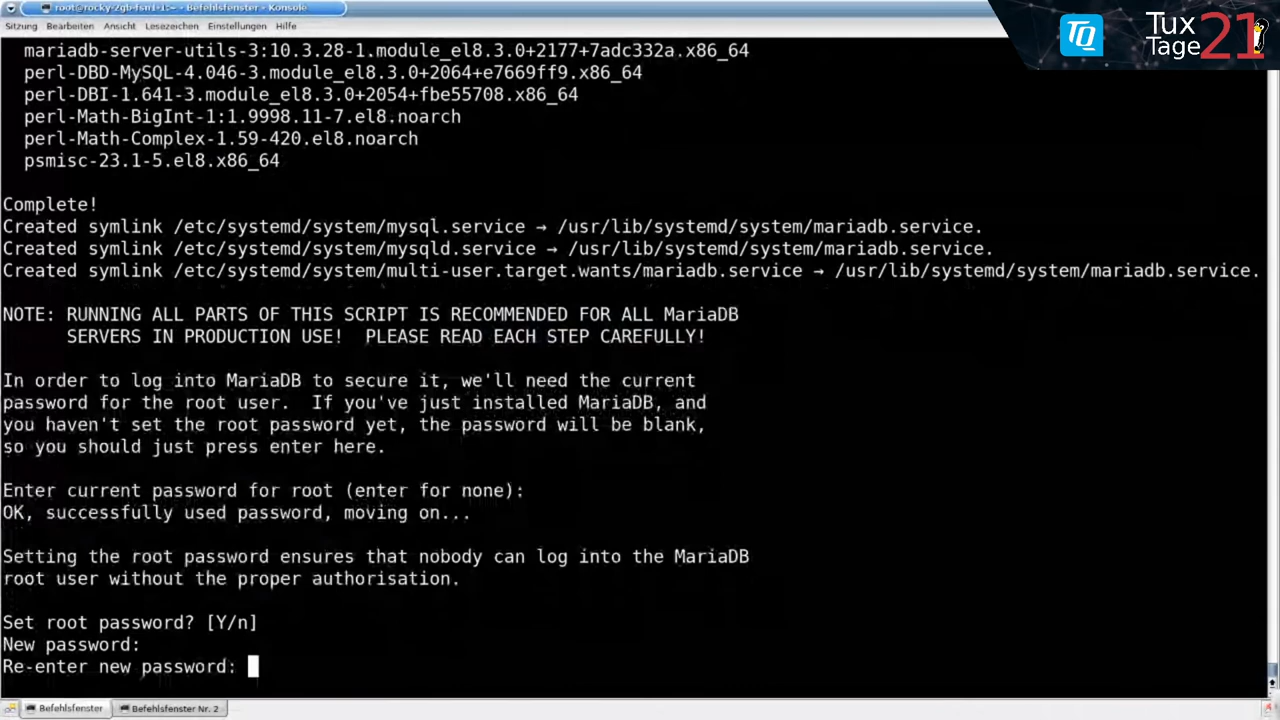 root@rocky-2gb-fsn1-1:~ - Befehlsfenster - Konsole
Sitzung Bearbeiten Ansicht Lesezeichen Einstellungen Hilfe
TQ
Tux
Tage
21
mariadb-server-utils-3:10.3.28-1.module_el8.3.0+2177+7adc332a.x86_64
perl-DBD-MySQL-4.046-3.module_el8.3.0+2064+e7669ff9.x86_64
perl-DBI-1.641-3.module_el8.3.0+2054+fbe55708.x86_64
perl-Math-BigInt-1:1.9998.11-7.el8.noarch
perl-Math-Complex-1.59-420.el8.noarch
psmisc-23.1-5.el8.x86_64
Complete!
Created symlink /etc/systemd/system/mysql.service → /usr/lib/systemd/system/mariadb.service.
Created symlink /etc/systemd/system/mysqld.service → /usr/lib/systemd/system/mariadb.service.
Created symlink /etc/systemd/system/multi-user.target.wants/mariadb.service → /usr/lib/systemd/system/mariadb.service.
NOTE: RUNNING ALL PARTS OF THIS SCRIPT IS RECOMMENDED FOR ALL MariaDB
SERVERS IN PRODUCTION USE!  PLEASE READ EACH STEP CAREFULLY!
In order to log into MariaDB to secure it, we'll need the current
password for the root user.  If you've just installed MariaDB, and
you haven't set the root password yet, the password will be blank,
so you should just press enter here.
Enter current password for root (enter for none):
OK, successfully used password, moving on...
Setting the root password ensures that nobody can log into the MariaDB
root user without the proper authorisation.
Set root password? [Y/n]
New password:
Re-enter new password:
Befehlsfenster
Befehlsfenster Nr. 2